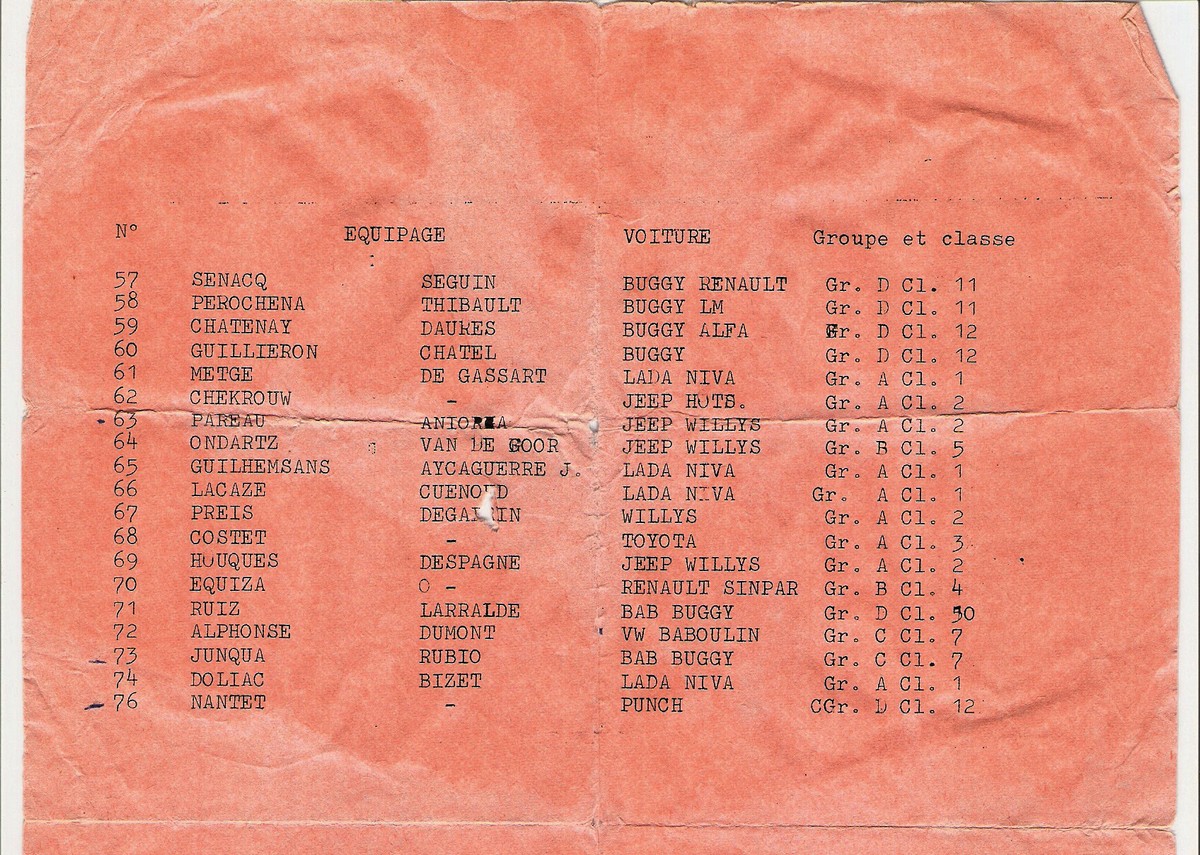 N° EQUIPAGE VOITURE Groupe et classe
57 SENACQ SEGUIN BUGGY RENAULT Gr. D Cl. 11
58 PEROCHENA THIBAULT BUGGY LM Gr. D Cl. 11
59 CHATENAY DAURES BUGGY ALFA Gr. D Cl. 12
60 GUILLIERON CHATEL BUGGY Gr. D Cl. 12
61 METGE DE GASSART LADA NIVA Gr. A Cl. 1
62 CHEKROUW - JEEP HOTS. Gr. A Cl. 2
63 PAREAU JEEP WILLYS Gr. A Cl. 2
64 ONDARTZ VAN DE GOOR JEEP WILLYS Gr. B Cl. 5
65 GUILHEMSANS AYCAGUERRE J. LADA NIVA Gr. A Cl. 1
66 LACAZE CUENOUD LADA NIVA Gr. A Cl. 1
67 PREIS WILLYS Gr. A Cl. 2
68 COSTET - TOYOTA Gr. A Cl. 3
69 HOUQUES DESPAGNE JEEP WILLYS Gr. A Cl. 2
70 EQUIZA - RENAULT SINPAR Gr. B Cl. 4
71 RUIZ LARRALDE BAB BUGGY Gr. D Cl.
72 ALPHONSE DUMONT VW BABOULIN Gr. C Cl. 7
73 JUNQUA RUBIO BAB BUGGY Gr. C Cl. 7
74 DOLIAC BIZET LADA NIVA Gr. A Cl. 1
76 NANTET - PUNCH CGr. D Cl. 12